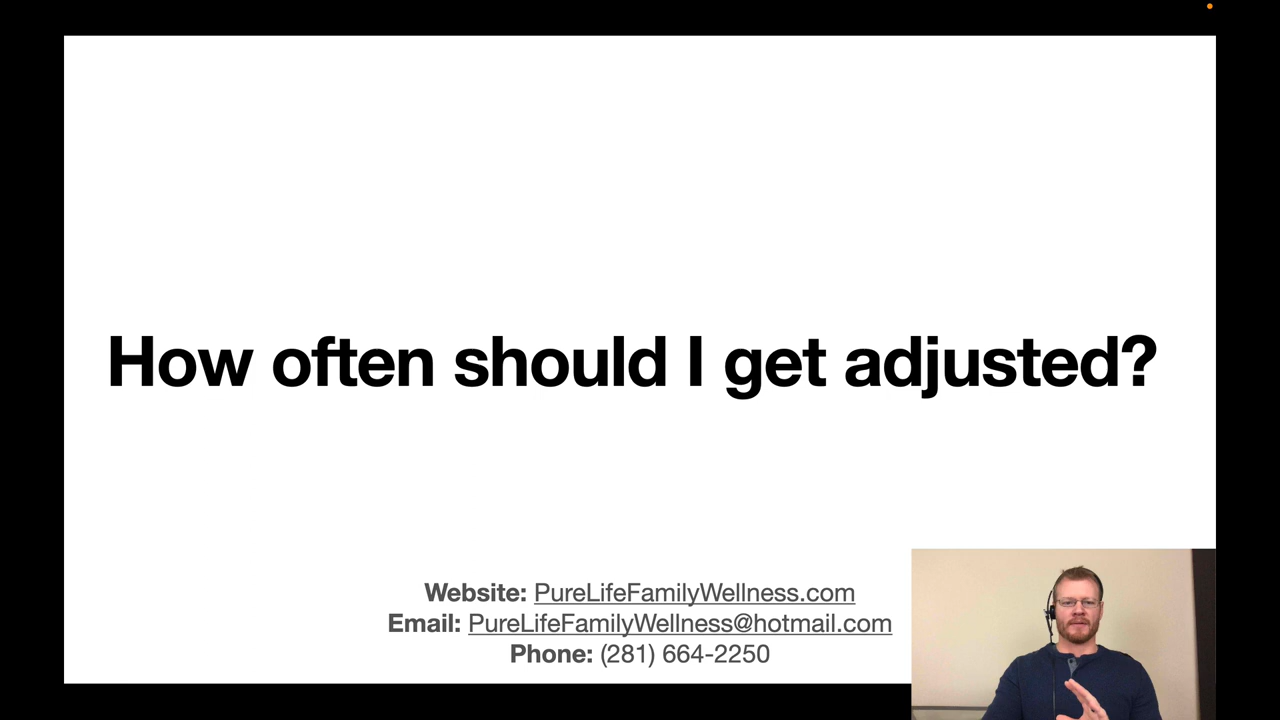 How often should I get adjusted?
Website: PureLifeFamilyWellness.com
Email: PureLifeFamilyWellness@hotmail.com
Phone: (281) 664-2250